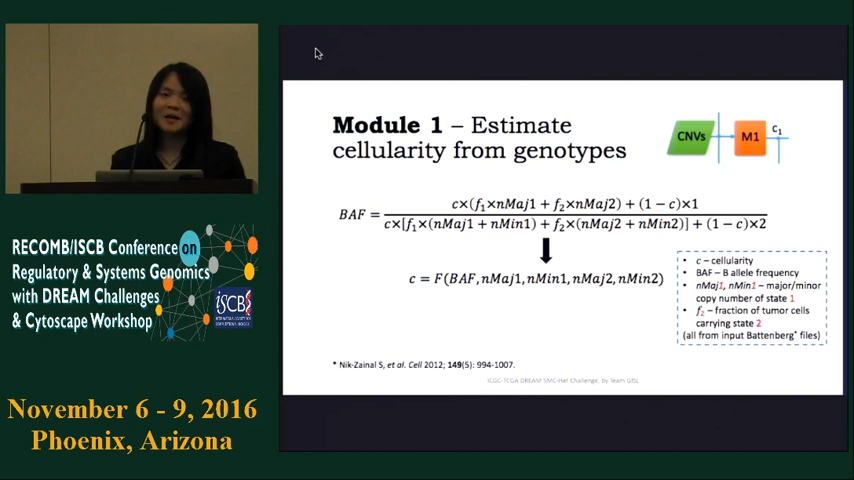 Module 1 – Estimate
cellularity from genotypes
CNVs
M1
C1
BAF = c×(f1×nMaj1 + f2×nMaj2) + (1 − c)×1
c×[f1×(nMaj1 + nMin1) + f2×(nMaj2 + nMin2)] + (1 − c)×2
c = F(BAF, nMaj1, nMin1, nMaj2, nMin2)
• c – cellularity
• BAF – B allele frequency
• nMaj1, nMin1 – major/minor
copy number of state 1
• f2 – fraction of tumor cells
carrying state 2
(all from input Battenberg* files)
* Nik-Zainal S, et al. Cell 2012; 149(5): 994-1007.
ICGC-TCGA DREAM SMC-Het Challenge, by Team GISL
RECOMB/ISCB Conference on
Regulatory & Systems Genomics
with DREAM Challenges
& Cytoscape Workshop
ISCB
November 6 - 9, 2016
Phoenix, Arizona